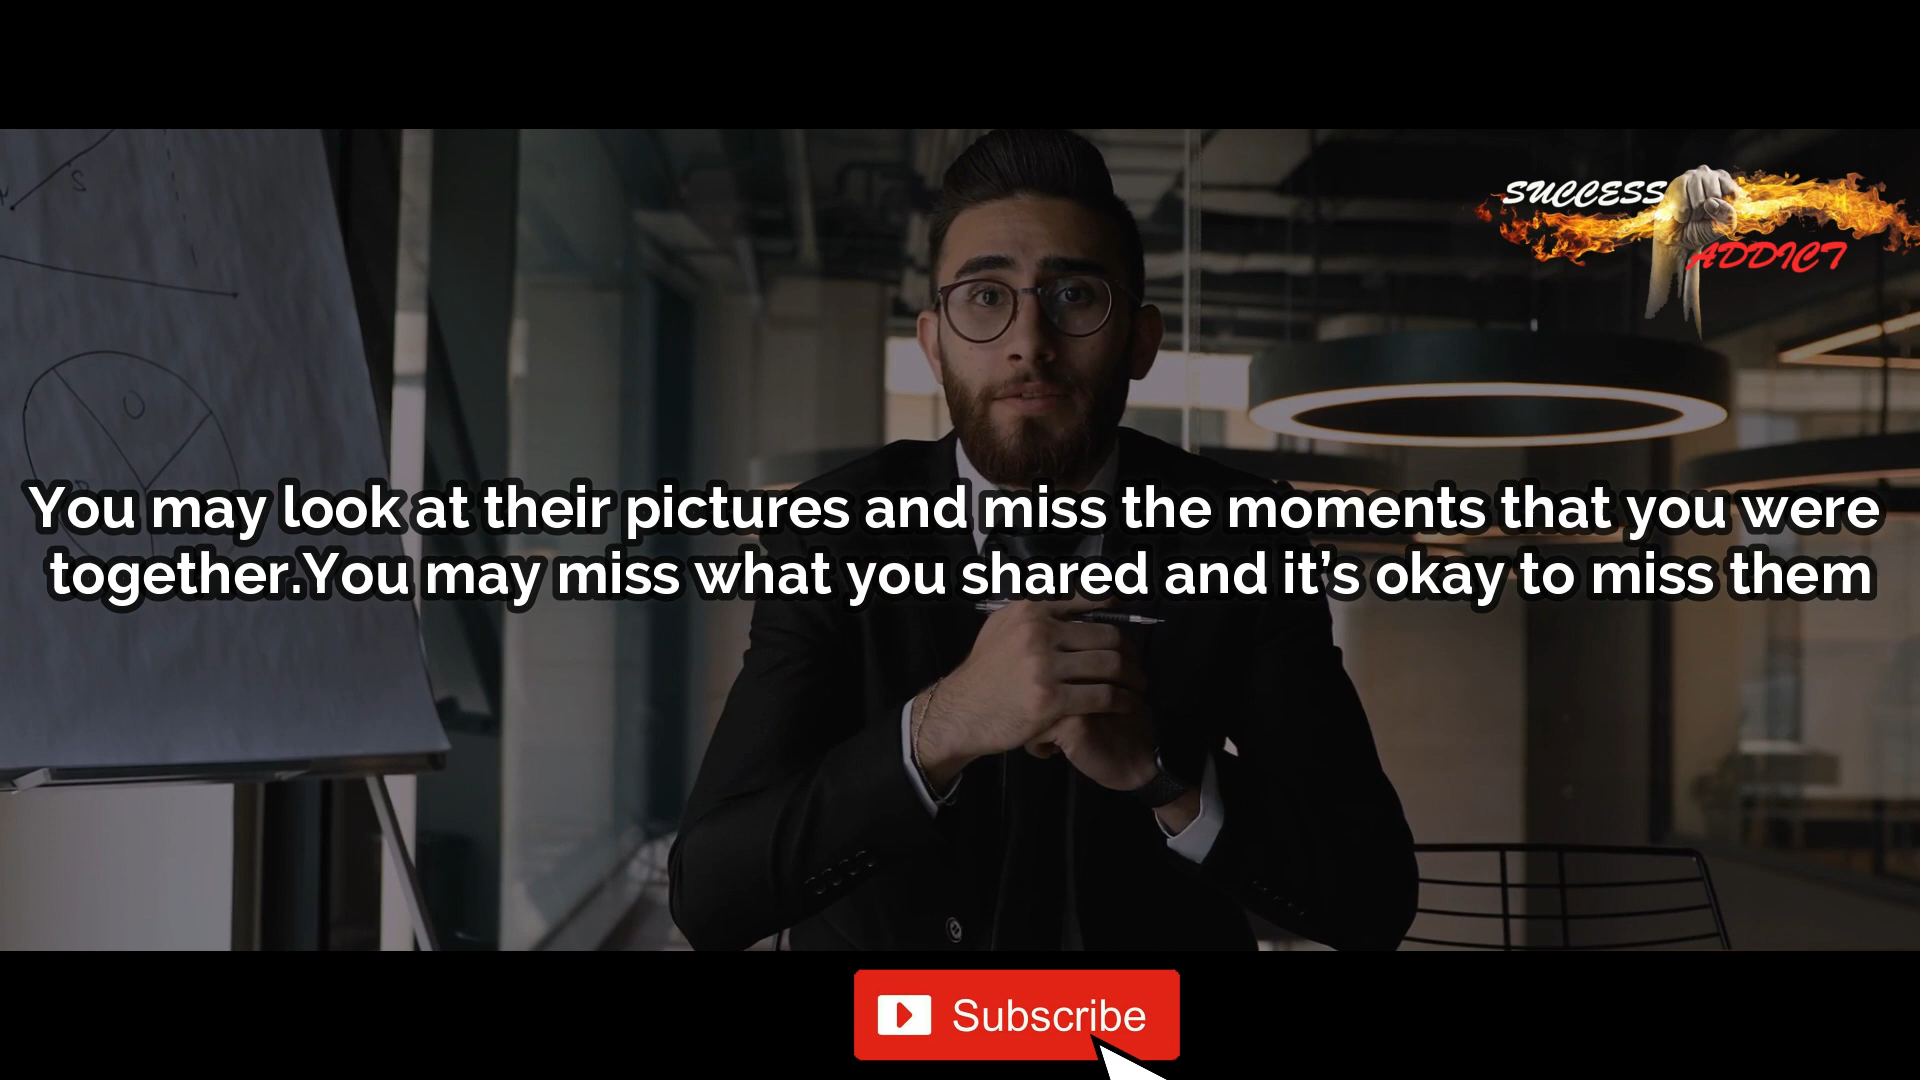 SUCCESS
ADDICT
You may look at their pictures and miss the moments that you were
together.You may miss what you shared and it’s okay to miss them
Subscribe